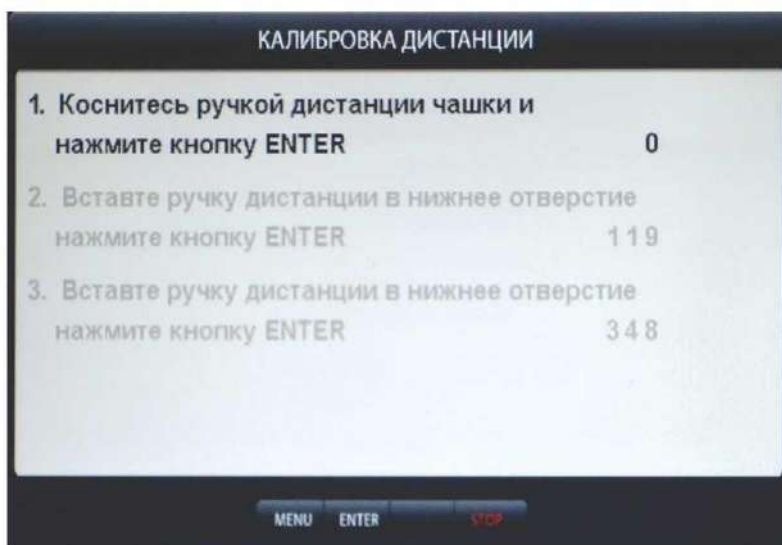 КАЛИБРОВКА ДИСТАНЦИИ
1. Коснитесь ручкой дистанции чашки и
нажмите кнопку ENTER 0
2. Вставте ручку дистанции в нижнее отверстие
нажмите кнопку ENTER 119
3. Вставте ручку дистанции в нижнее отверстие
нажмите кнопку ENTER 348
MENU ENTER STOP